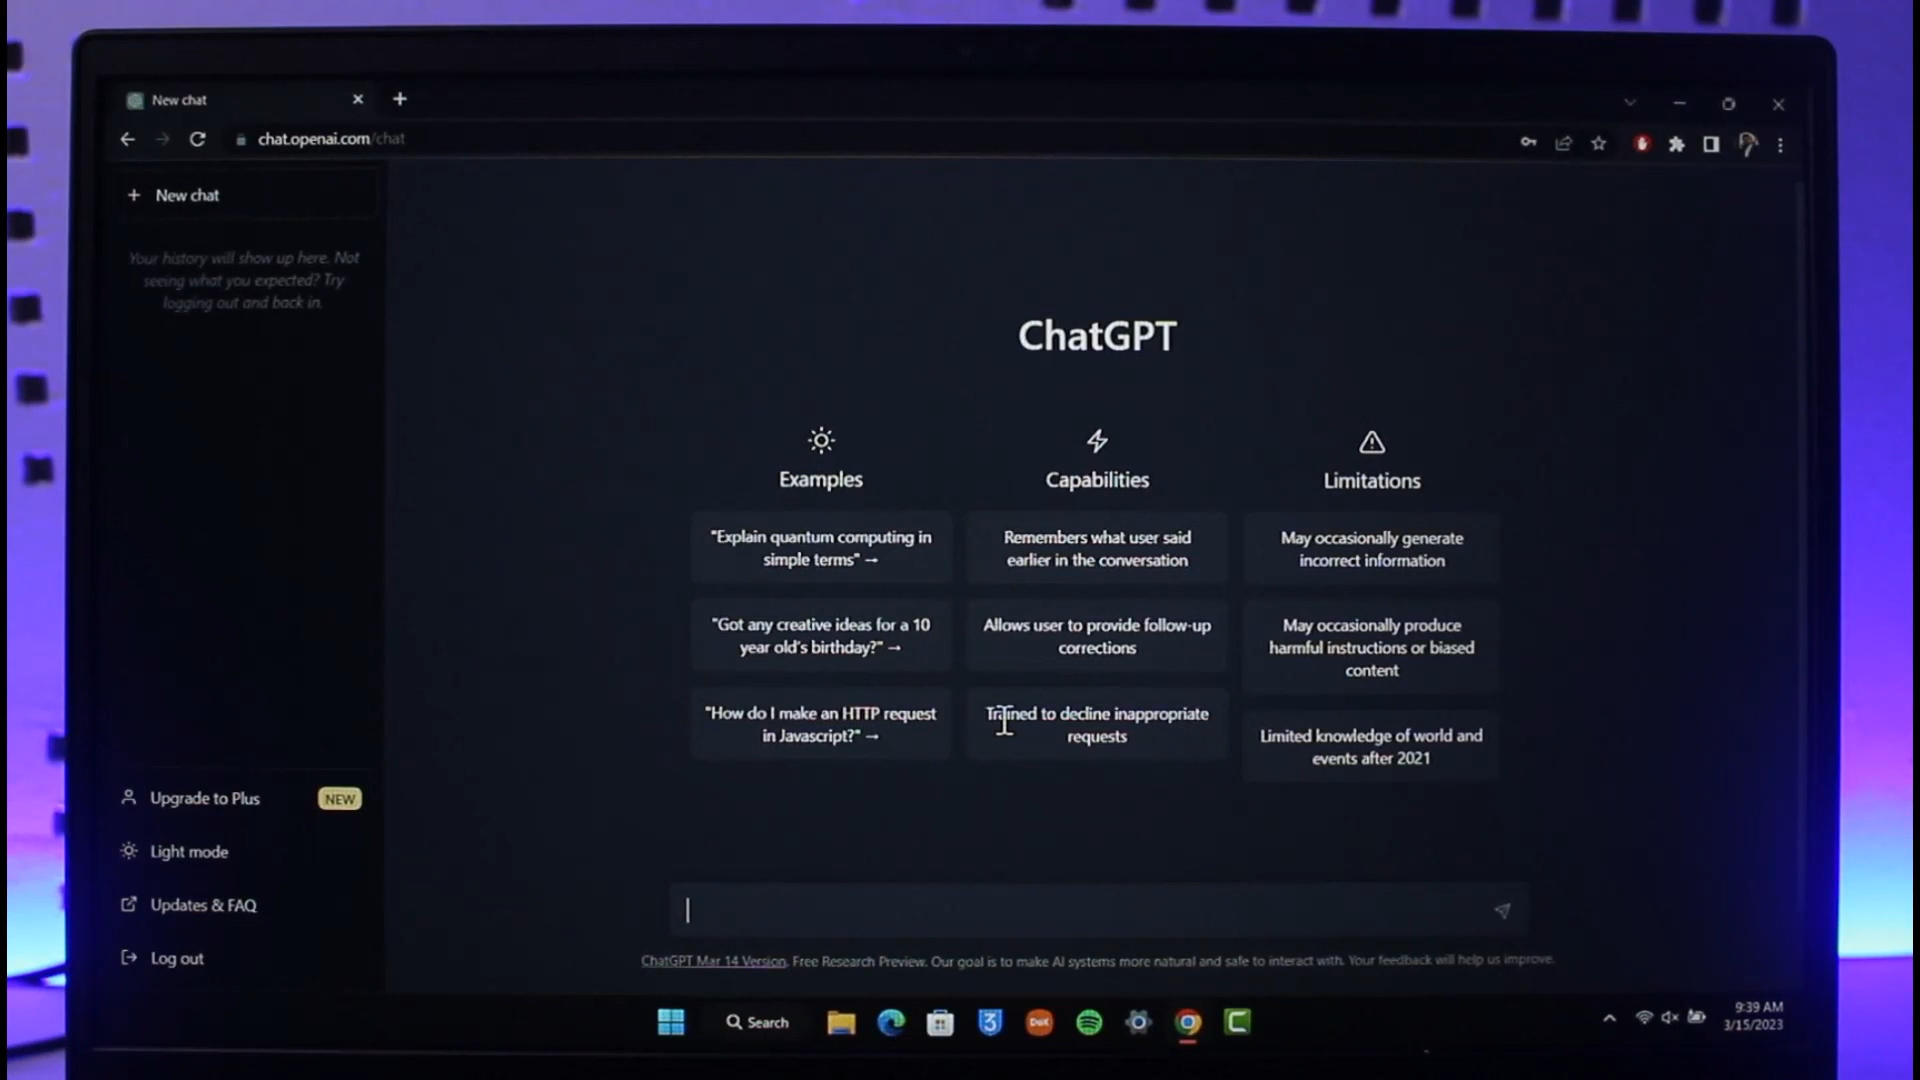 New chat
chat.openai.com/chat
New chat
Your history will show up here. Not
seeing what you expected? Try
logging out and back in.
ChatGPT
Examples
"Explain quantum computing in
simple terms" →
"Got any creative ideas for a 10
year old's birthday?" →
"How do I make an HTTP request
in Javascript?" →
Capabilities
Remembers what user said
earlier in the conversation
Allows user to provide follow-up
corrections
Trained to decline inappropriate
requests
Limitations
May occasionally generate
incorrect information
May occasionally produce
harmful instructions or biased
content
Limited knowledge of world and
events after 2021
Upgrade to Plus NEW
Light mode
Updates & FAQ
Log out
ChatGPT Mar 14 Version. Free Research Preview. Our goal is to make AI systems more natural and safe to interact with. Your feedback will help us improve.
Search
9:39 AM
3/15/2023